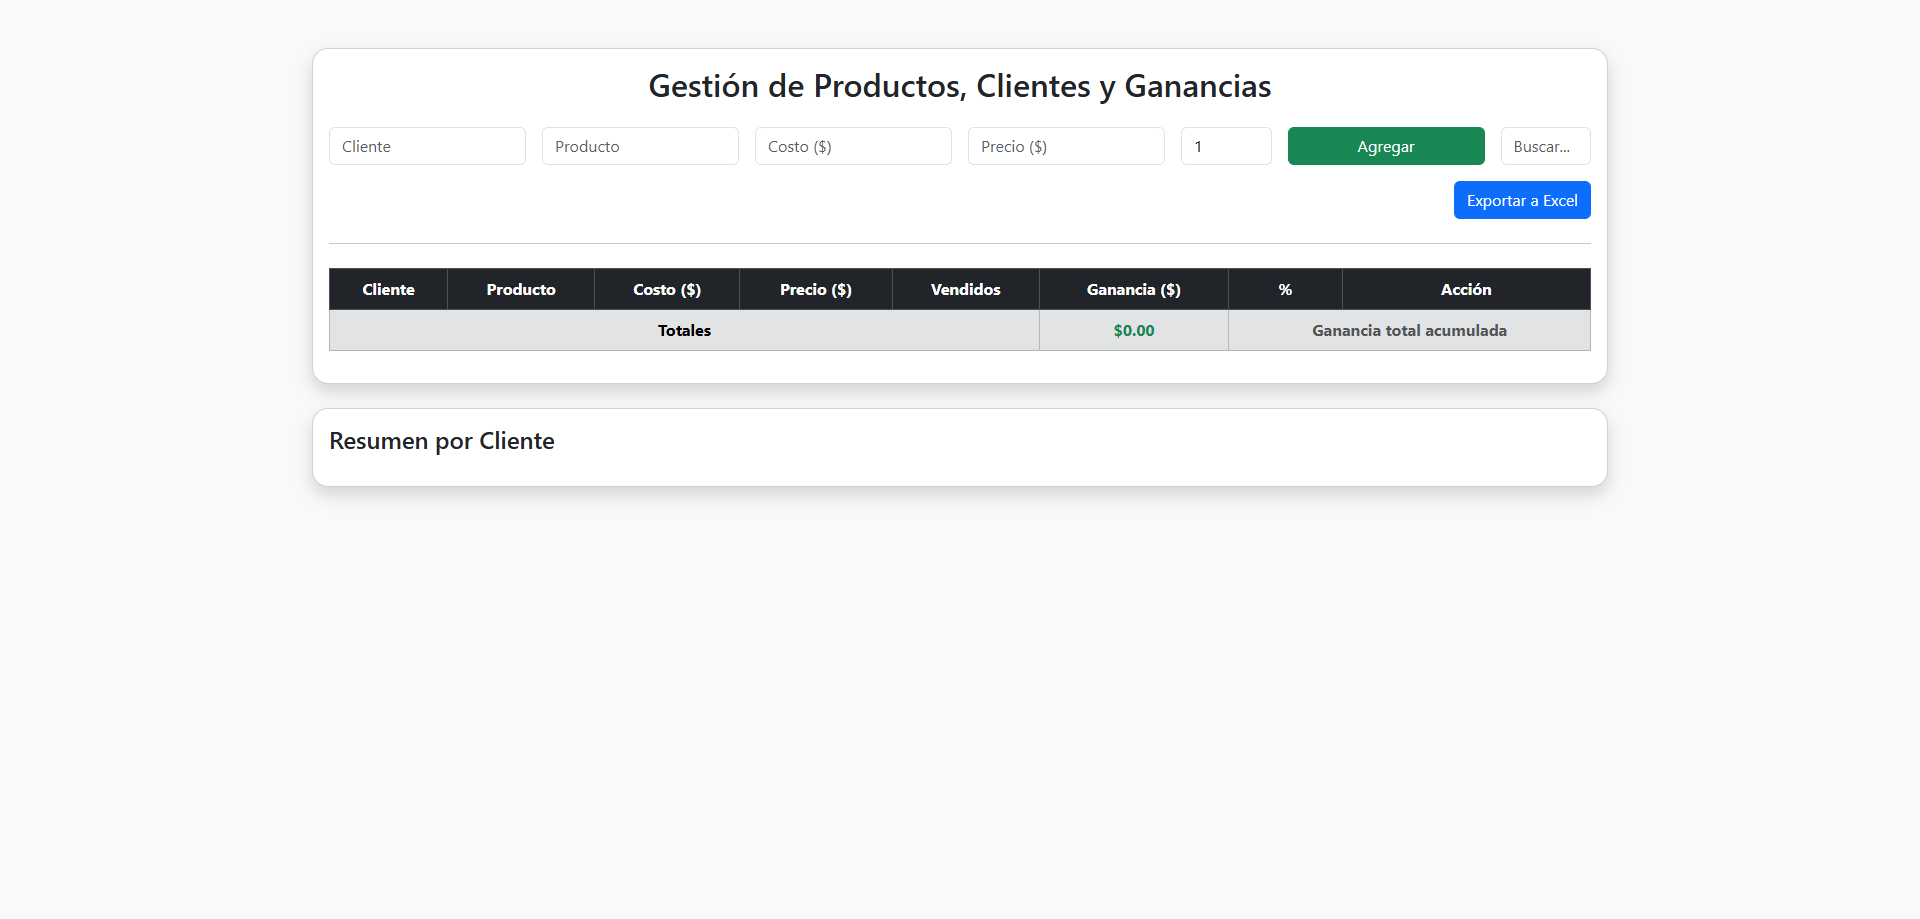 Gestión de Productos, Clientes y Ganancias
Cliente Producto Costo ($) Precio ($) 1 Agregar Buscar...
Exportar a Excel
Cliente Producto Costo ($) Precio ($) Vendidos Ganancia ($) % Acción
Totales $0.00 Ganancia total acumulada
Resumen por Cliente